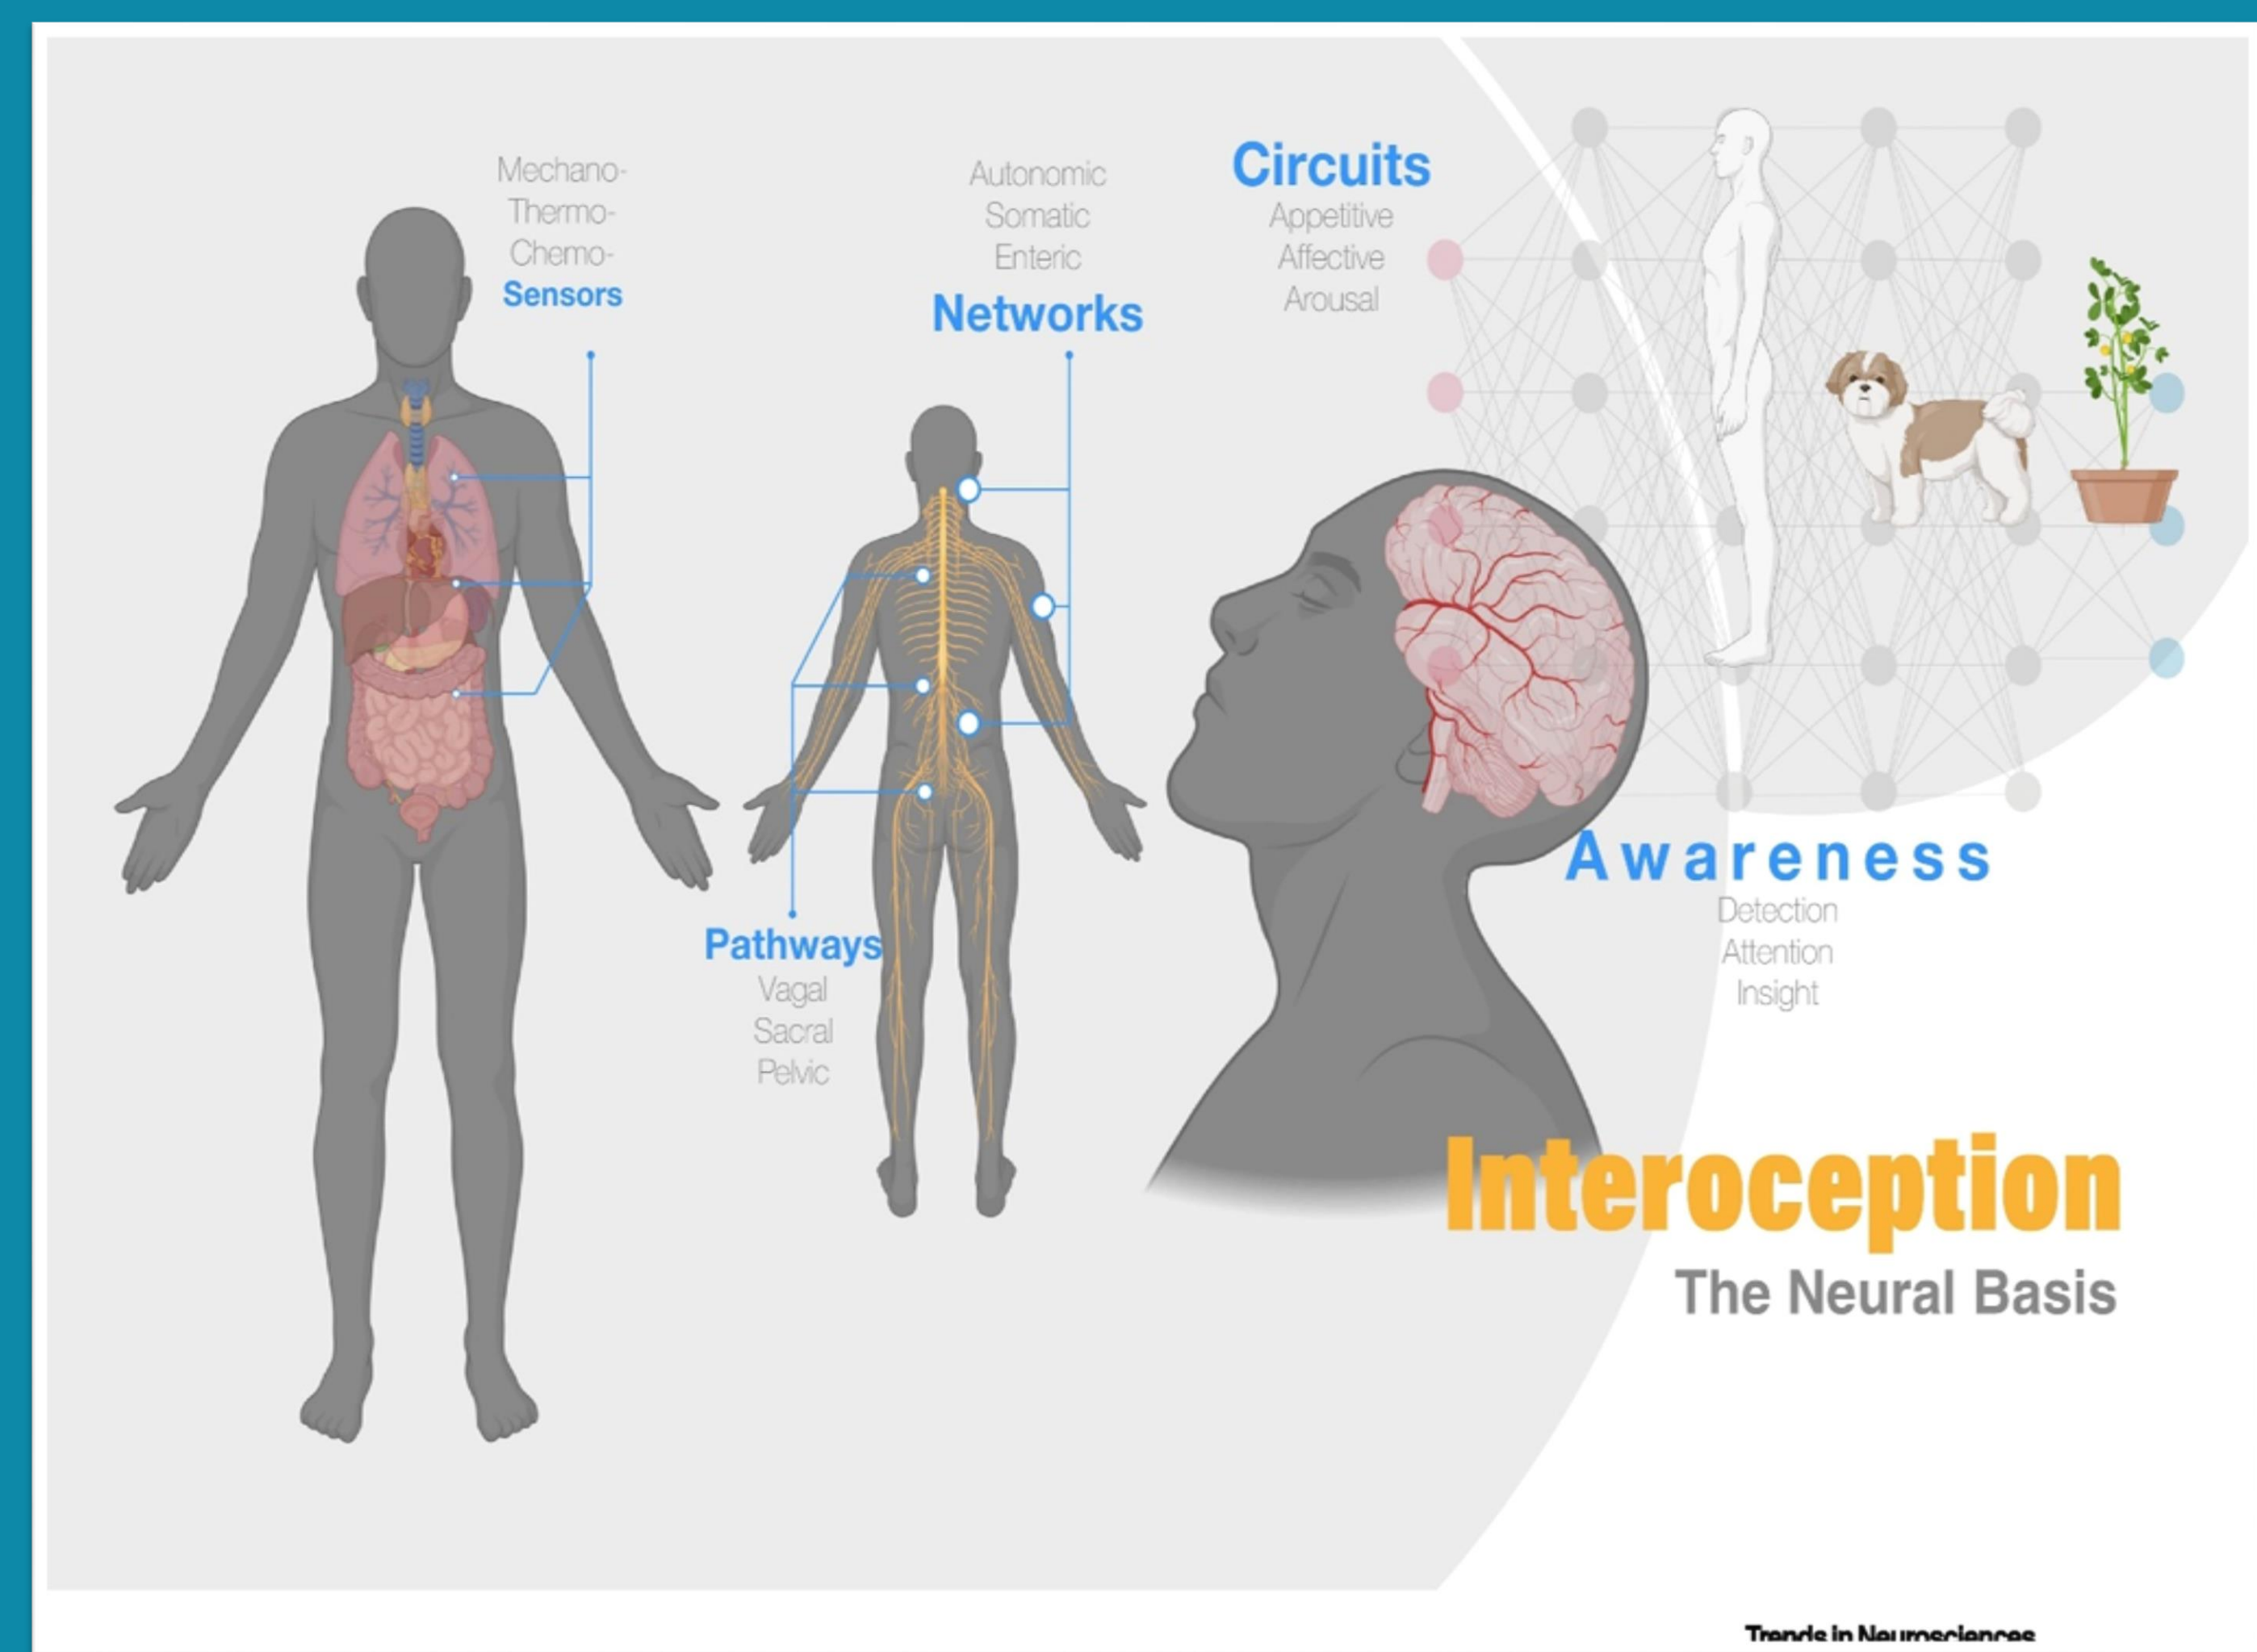 Mechano-
Thermo-
Chemo-
Sensors
Autonomic
Somatic
Enteric
Networks
Circuits
Appetitive
Affective
Arousal
Pathways
Vagal
Sacral
Pelvic
Awareness
Detection
Attention
Insight
Interoception
The Neural Basis
Trends in Neurosciences